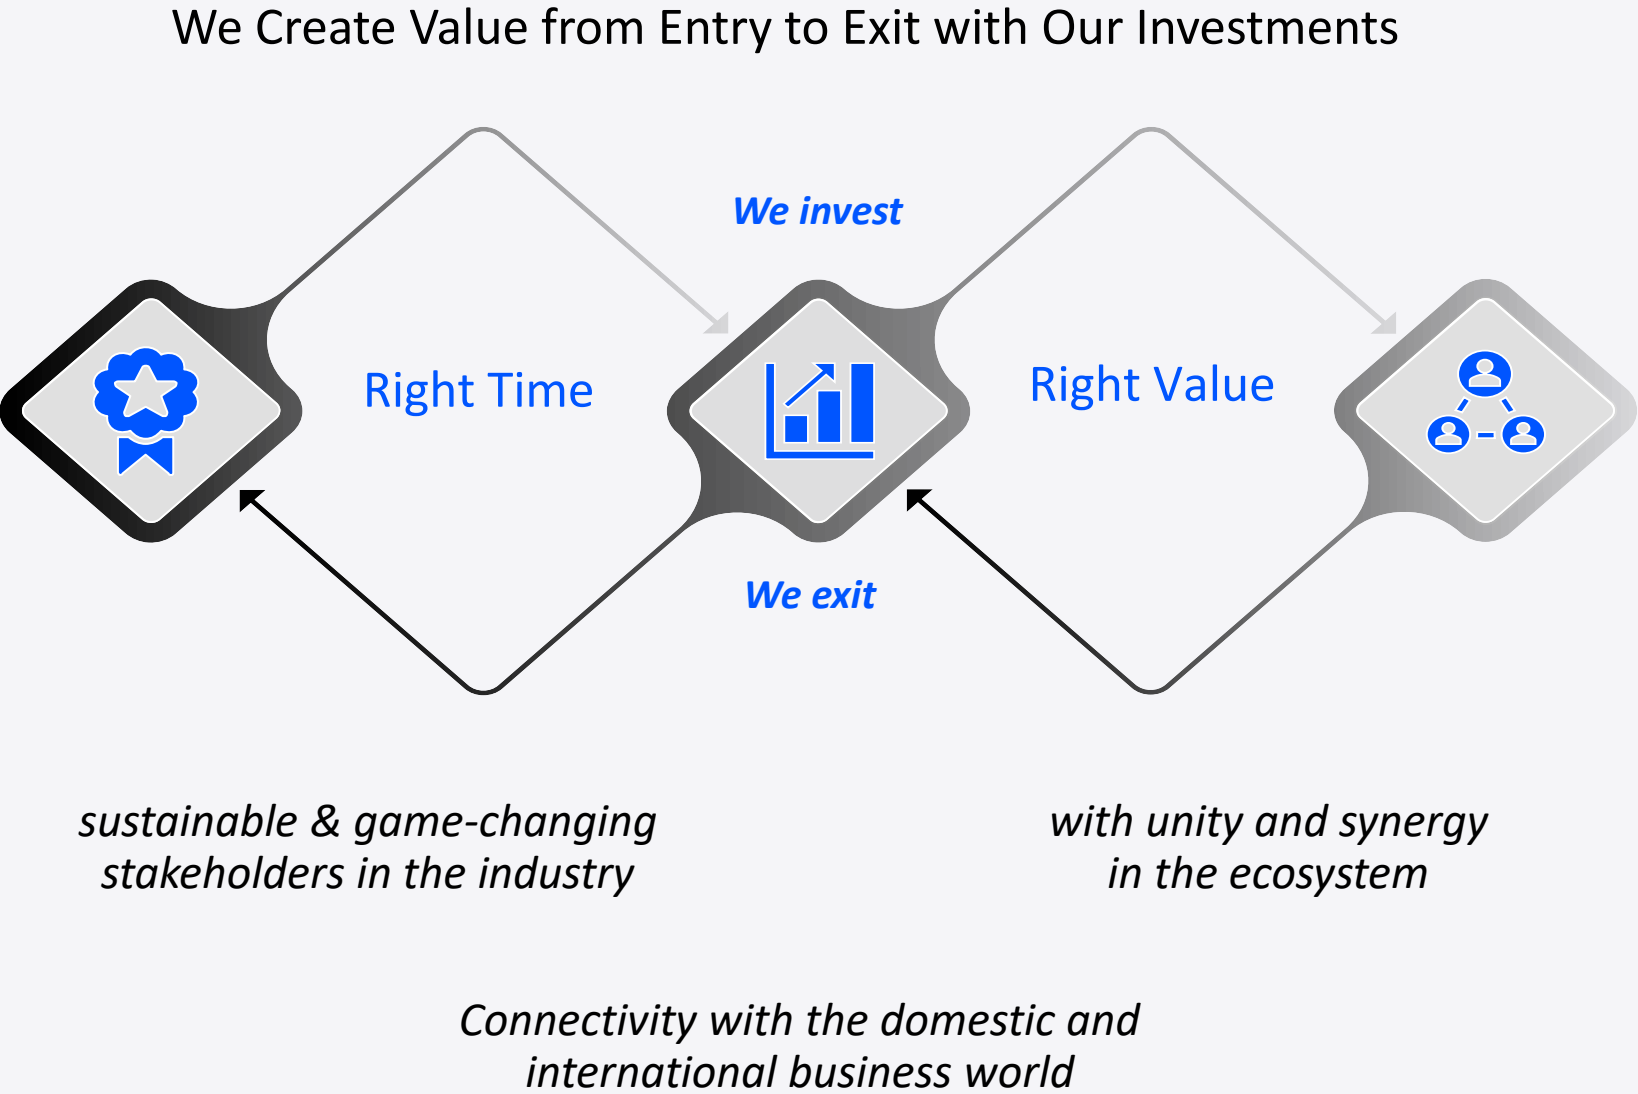 We Create Value from Entry to Exit with Our Investments
We invest
Right Time
Right Value
We exit
sustainable & game-changing
stakeholders in the industry
with unity and synergy
in the ecosystem
Connectivity with the domestic and
international business world